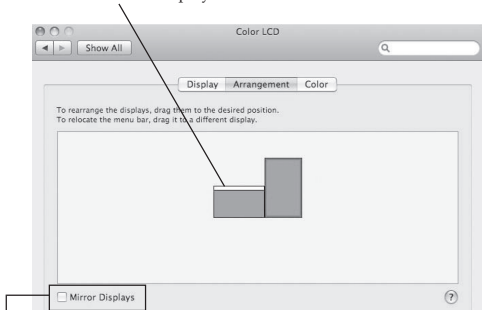 Color LCD
Show All
Display Arrangement Color
To rearrange the displays, drag them to the desired position.
To relocate the menu bar, drag it to a different display.
Mirror Displays
?